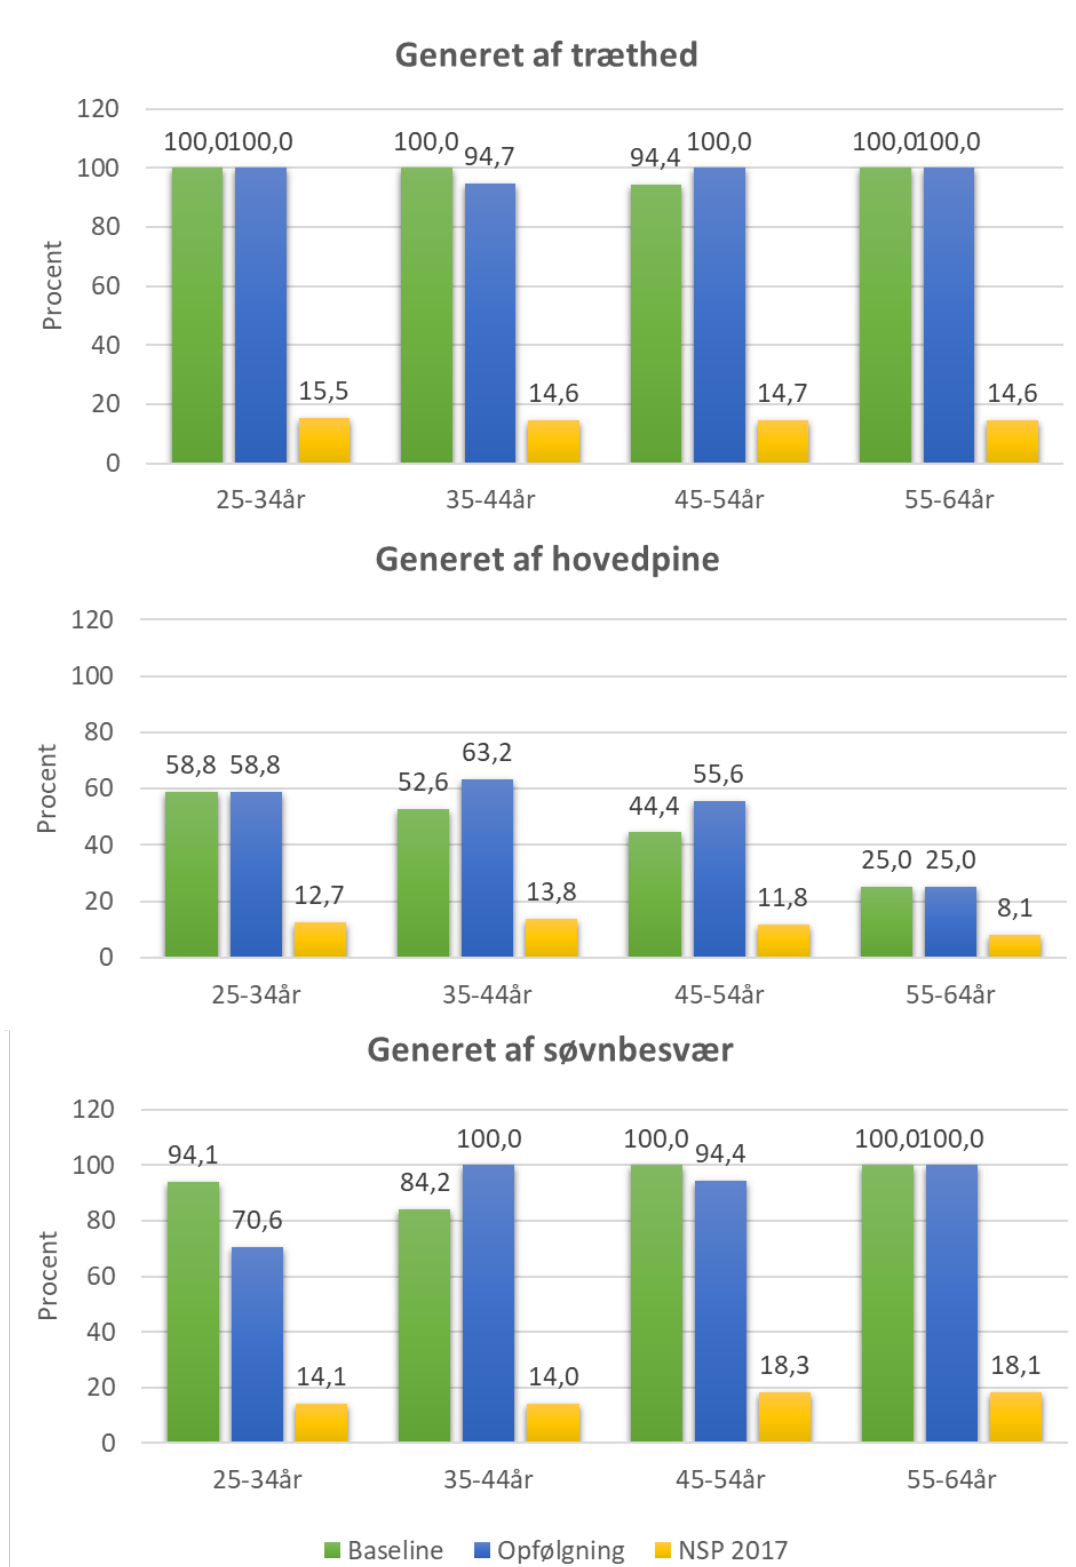 Generet af træthed
120
100
80
60
40
20
0
Procent
100,0 100,0 15,5
100,0 94,7 14,6
94,4 100,0 14,7
100,0 100,0 14,6
25-34år 35-44år 45-54år 55-64år
Generet af hovedpine
120
100
80
60
40
20
0
Procent
58,8 58,8 12,7
52,6 63,2 13,8
44,4 55,6 11,8
25,0 25,0 8,1
25-34år 35-44år 45-54år 55-64år
Generet af søvnbesvær
120
100
80
60
40
20
0
Procent
94,1 70,6 14,1
84,2 100,0 14,0
100,0 94,4 18,3
100,0 100,0 18,1
25-34år 35-44år 45-54år 55-64år
Baseline Opfølgning NSP 2017